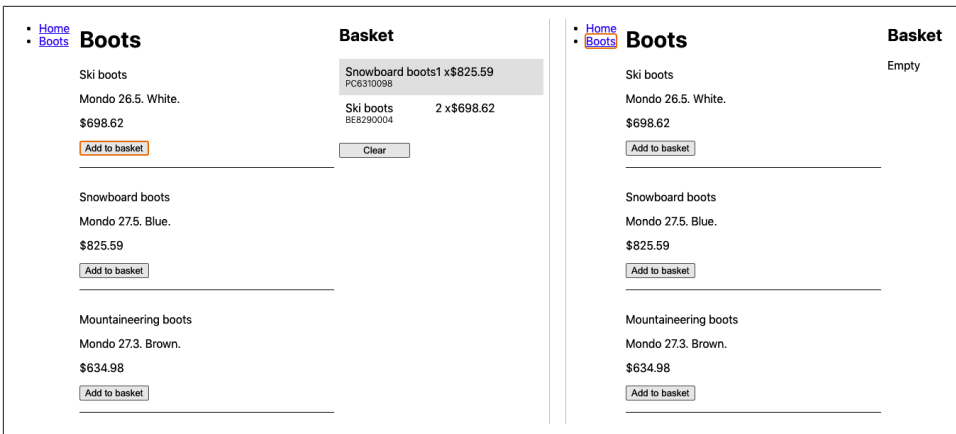 Home
Boots
Boots
Ski boots
Mondo 26.5. White.
$698.62
Add to basket
Snowboard boots
Mondo 27.5. Blue.
$825.59
Add to basket
Mountaineering boots
Mondo 27.3. Brown.
$634.98
Add to basket
Basket
Snowboard boots1 x$825.59
PC6310098
Ski boots 2 x$698.62
BE8290004
Clear
Home
Boots
Boots
Ski boots
Mondo 26.5. White.
$698.62
Add to basket
Snowboard boots
Mondo 27.5. Blue.
$825.59
Add to basket
Mountaineering boots
Mondo 27.3. Brown.
$634.98
Add to basket
Basket
Empty